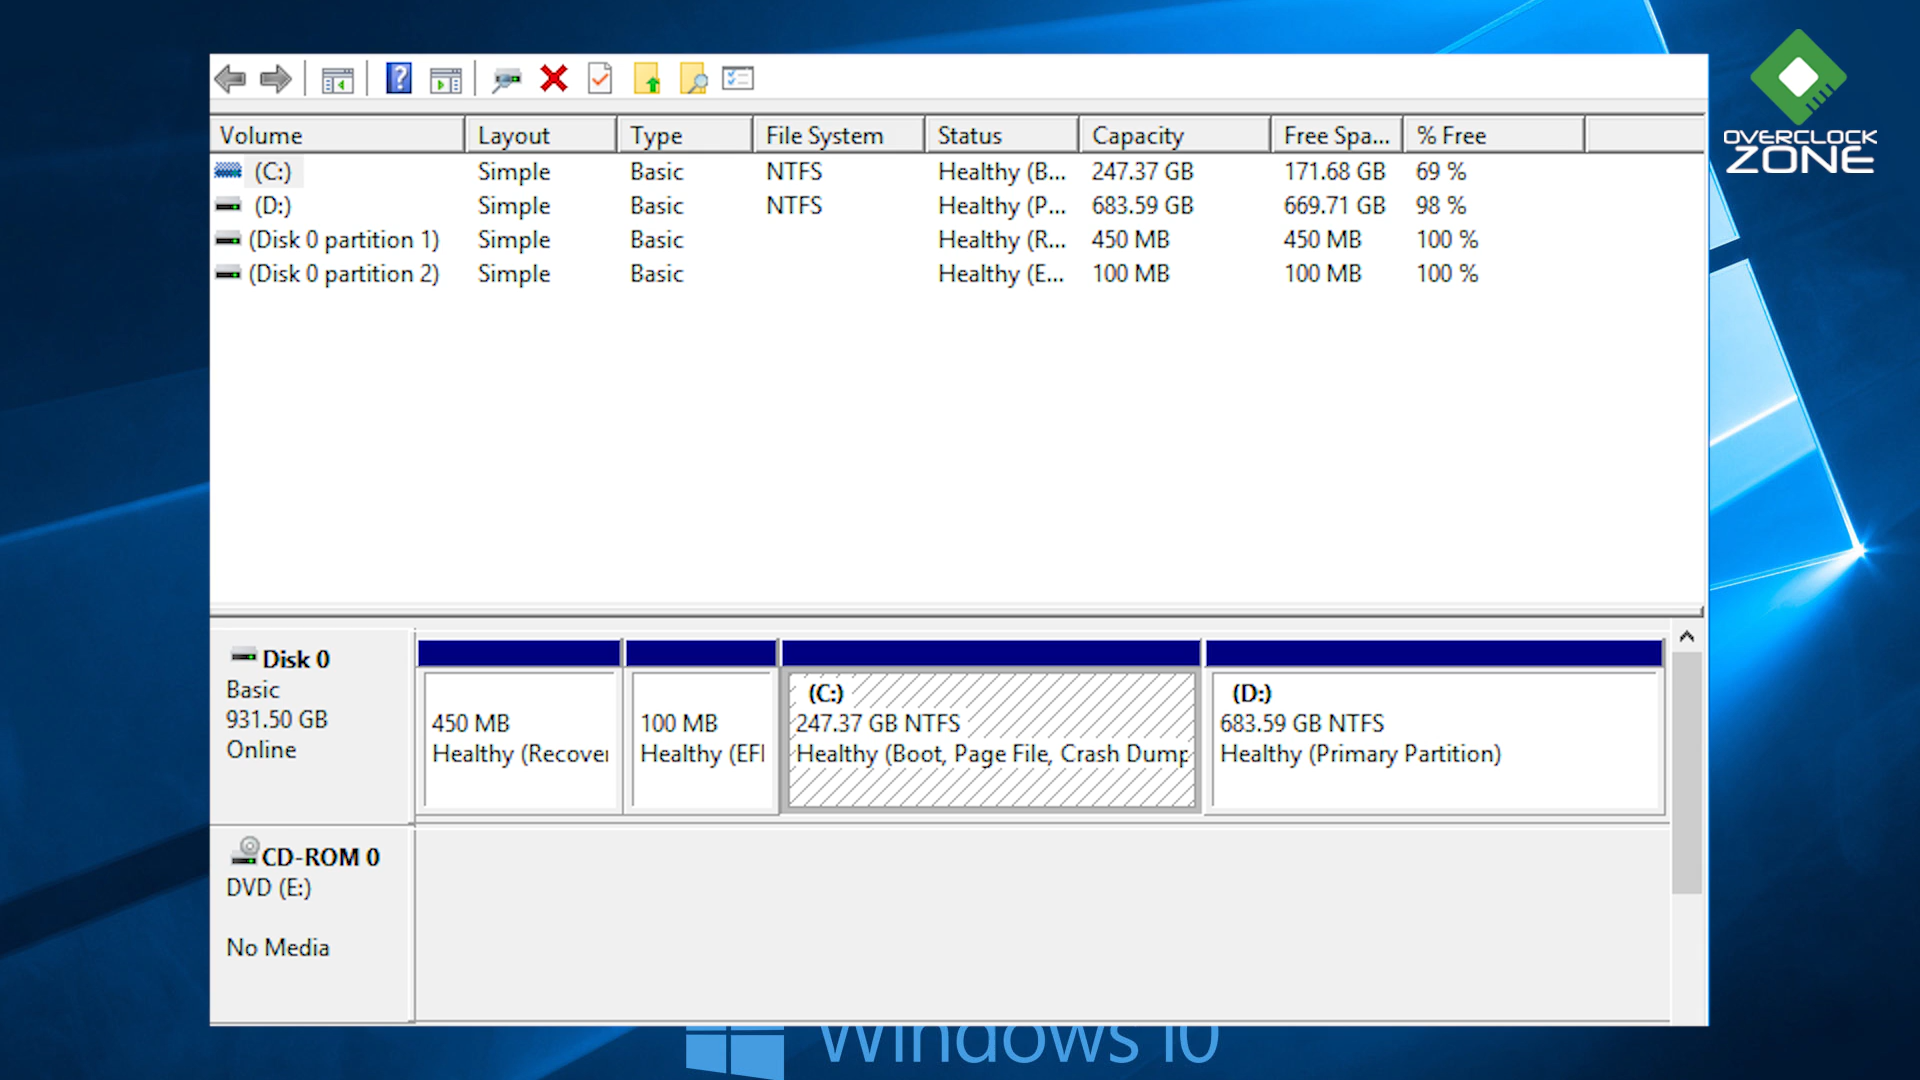 OVERCLOCK
ZONE
Volume Layout Type File System Status Capacity Free Spa... % Free
(C:) Simple Basic NTFS Healthy (B... 247.37 GB 171.68 GB 69 %
(D:) Simple Basic NTFS Healthy (P... 683.59 GB 669.71 GB 98 %
(Disk 0 partition 1) Simple Basic Healthy (R... 450 MB 450 MB 100 %
(Disk 0 partition 2) Simple Basic Healthy (E... 100 MB 100 MB 100 %
Disk 0
Basic
931.50 GB
Online
450 MB
Healthy (Recover
100 MB
Healthy (EFI
(C:)
247.37 GB NTFS
Healthy (Boot, Page File, Crash Dump
(D:)
683.59 GB NTFS
Healthy (Primary Partition)
CD-ROM 0
DVD (E:)
No Media
Windows 10